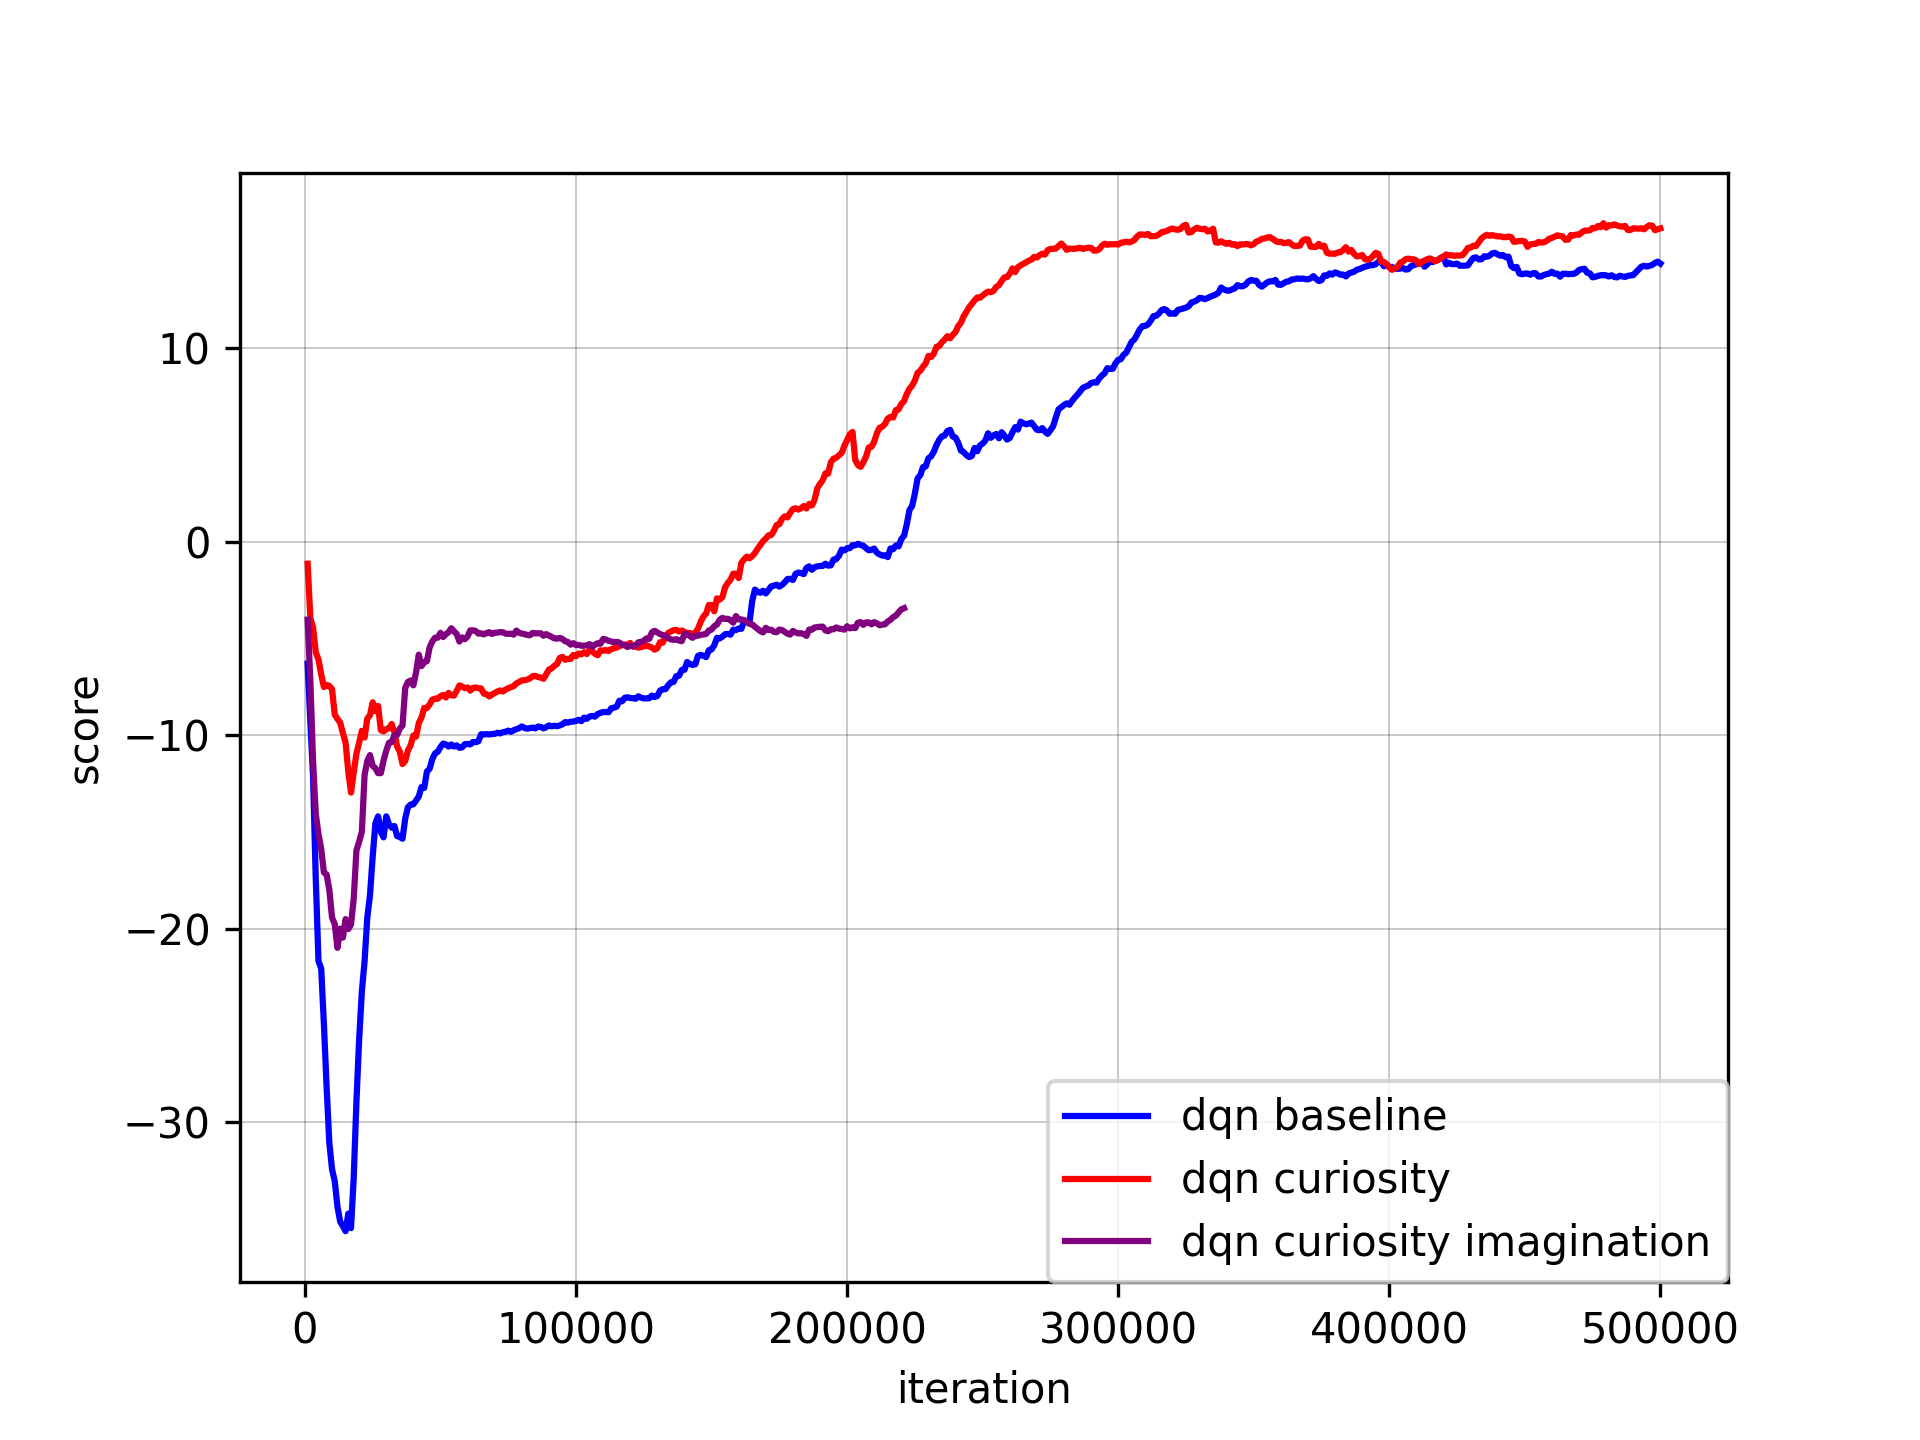 10
0
−10
−20
−30
score
0 100000 200000 300000 400000 500000
iteration
dqn baseline
dqn curiosity
dqn curiosity imagination